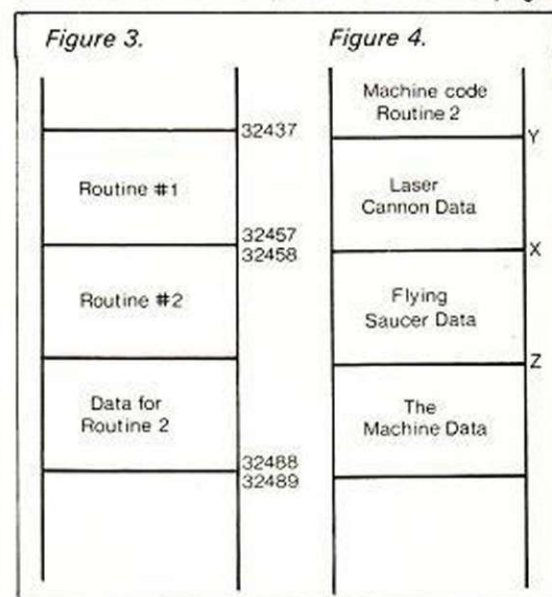 Figure 3.
32437
Routine #1
32457
32458
Routine #2
Data for
Routine 2
32488
32489
Figure 4.
Machine code
Routine 2
Y
Laser
Cannon Data
X
Flying
Saucer Data
Z
The
Machine Data